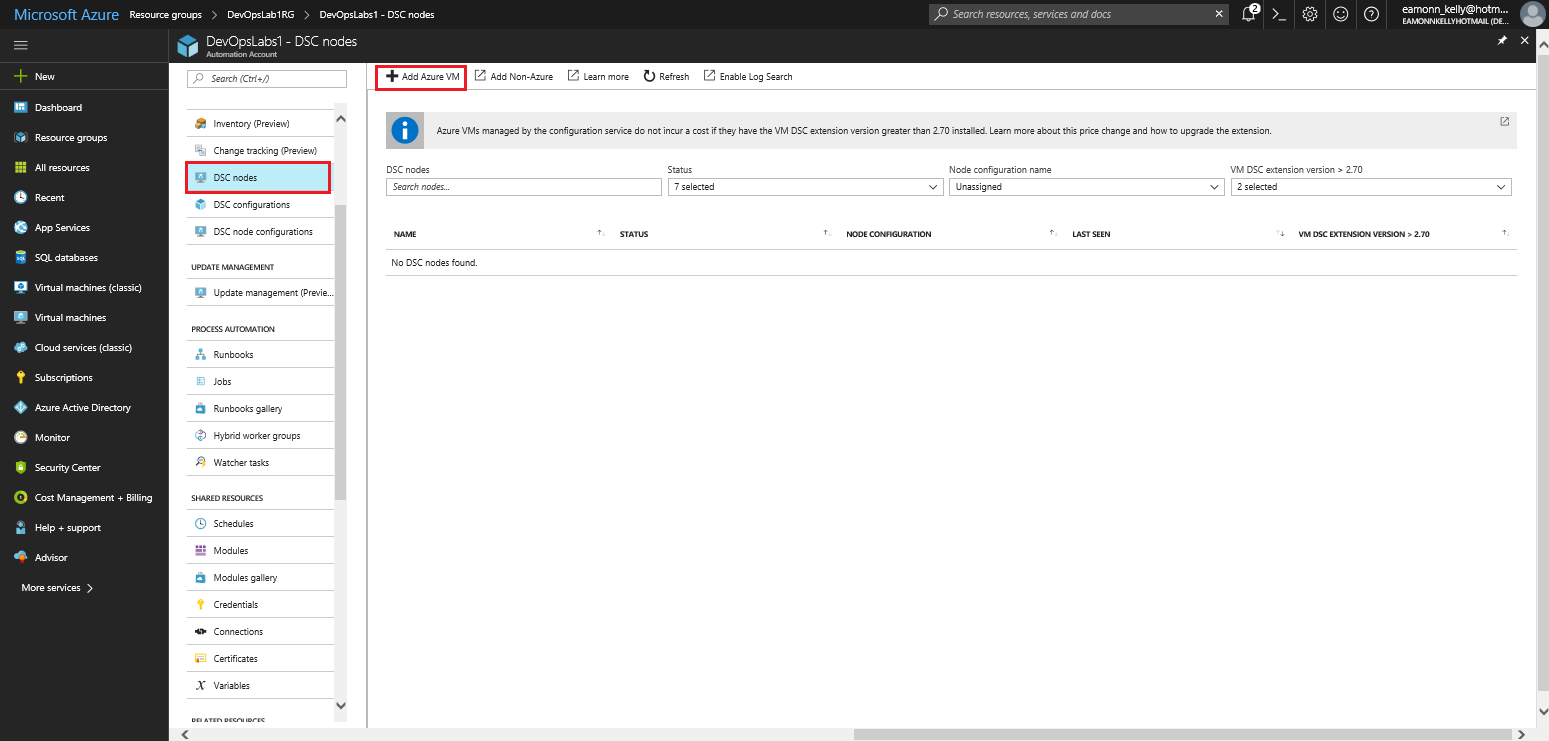 Microsoft Azure Resource groups DevOpsLab1RG DevOpsLabs1 - DSC nodes
Search resources, services and docs
2
eamonn_kelly@hotm...
EAMONNKELLYHOTMAIL (DE...
DevOpsLabs1 - DSC nodes
Automation Account
New
Dashboard
Resource groups
All resources
Recent
App Services
SQL databases
Virtual machines (classic)
Virtual machines
Cloud services (classic)
Subscriptions
Azure Active Directory
Monitor
Security Center
Cost Management + Billing
Help + support
Advisor
More services
Search (Ctrl+/)
Inventory (Preview)
Change tracking (Preview)
DSC nodes
DSC configurations
DSC node configurations
UPDATE MANAGEMENT
Update management (Previe...
PROCESS AUTOMATION
Runbooks
Jobs
Runbooks gallery
Hybrid worker groups
Watcher tasks
SHARED RESOURCES
Schedules
Modules
Modules gallery
Credentials
Connections
Certificates
Variables
RELATED RESOURCES
Add Azure VM Add Non-Azure Learn more Refresh Enable Log Search
Azure VMs managed by the configuration service do not incur a cost if they have the VM DSC extension version greater than 2.70 installed. Learn more about this price change and how to upgrade the extension.
DSC nodes Status Node configuration name VM DSC extension version > 2.70
Search nodes... 7 selected Unassigned 2 selected
NAME STATUS NODE CONFIGURATION LAST SEEN VM DSC EXTENSION VERSION > 2.70
No DSC nodes found.